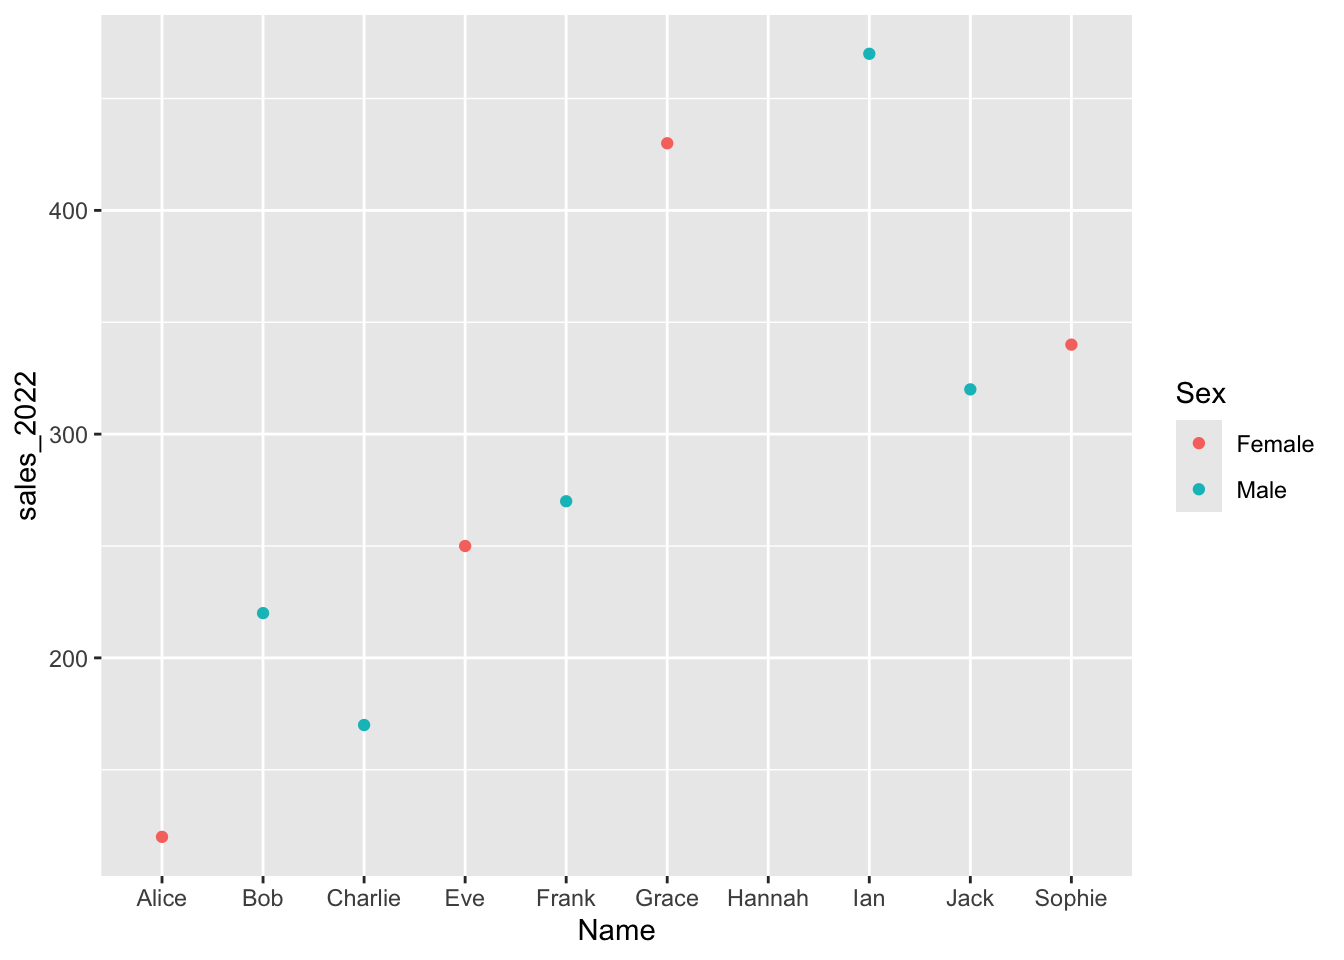 sales_2022
400
300
200
Alice Bob Charlie Eve Frank Grace Hannah Ian Jack Sophie
Name
Sex
Female
Male